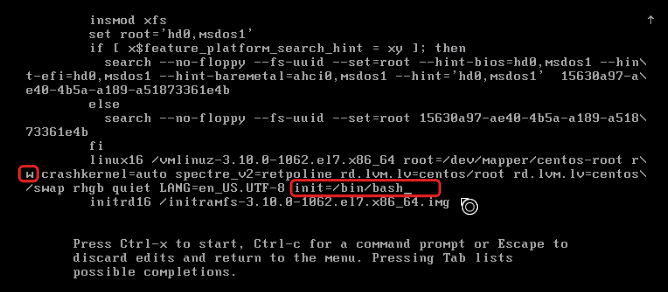 insmod xfs
set root='hd0,msdos1'
if [ x$feature_platform_search_hint = xy ]; then
search --no-floppy --fs-uuid --set=root --hint-bios=hd0,msdos1 --hin\
t-efi=hd0,msdos1 --hint-baremetal=ahci0,msdos1 --hint='hd0,msdos1'  15630a97-a\
e40-4b5a-a189-a51873361e4b
else
search --no-floppy --fs-uuid --set=root 15630a97-ae40-4b5a-a189-a518\
73361e4b
fi
linux16 /vmlinuz-3.10.0-1062.el7.x86_64 root=/dev/mapper/centos-root r\
w crashkernel=auto spectre_v2=retpoline rd.lvm.lv=centos/root rd.lvm.lv=centos\
/swap rhgb quiet LANG=en_US.UTF-8 init=/bin/bash_
initrd16 /initramfs-3.10.0-1062.el7.x86_64.img
Press Ctrl-x to start, Ctrl-c for a command prompt or Escape to
discard edits and return to the menu. Pressing Tab lists
possible completions.